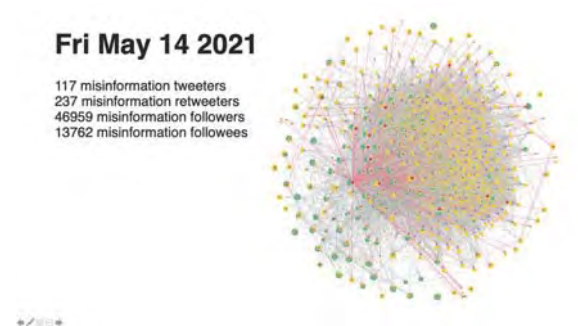 Fri May 14 2021
117 misinformation tweeters
237 misinformation retweeters
46959 misinformation followers
13762 misinformation followees